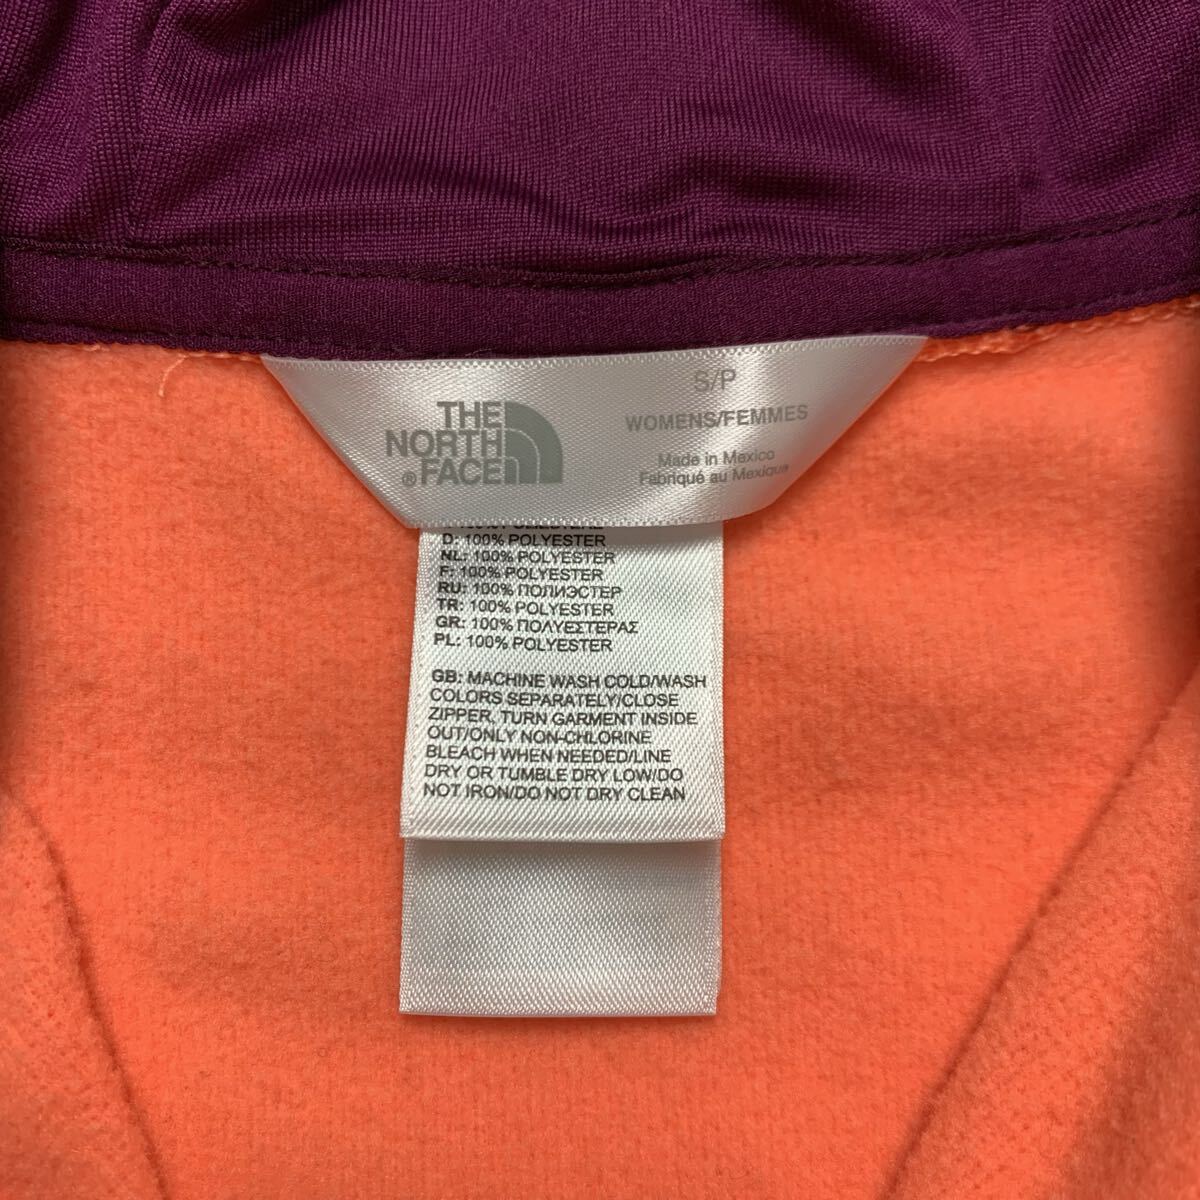 THE
NORTH
® FACE
S/P
WOMENS/FEMMES
Made in Mexico
Fabriqué au Mexique
100% POLIESTERE
D: 100% POLYESTER
NL: 100% POLYESTER
F: 100% POLYESTER
RU: 100% ПОЛИЭСТЕР
TR: 100% POLYESTER
GR: 100% ΠΟΛΥΕΣΤΕΡΑΣ
PL: 100% POLYESTER
GB: MACHINE WASH COLD/WASH
COLORS SEPARATELY/CLOSE
ZIPPER, TURN GARMENT INSIDE
OUT/ONLY NON-CHLORINE
BLEACH WHEN NEEDED/LINE
DRY OR TUMBLE DRY LOW/DO
NOT IRON/DO NOT DRY CLEAN